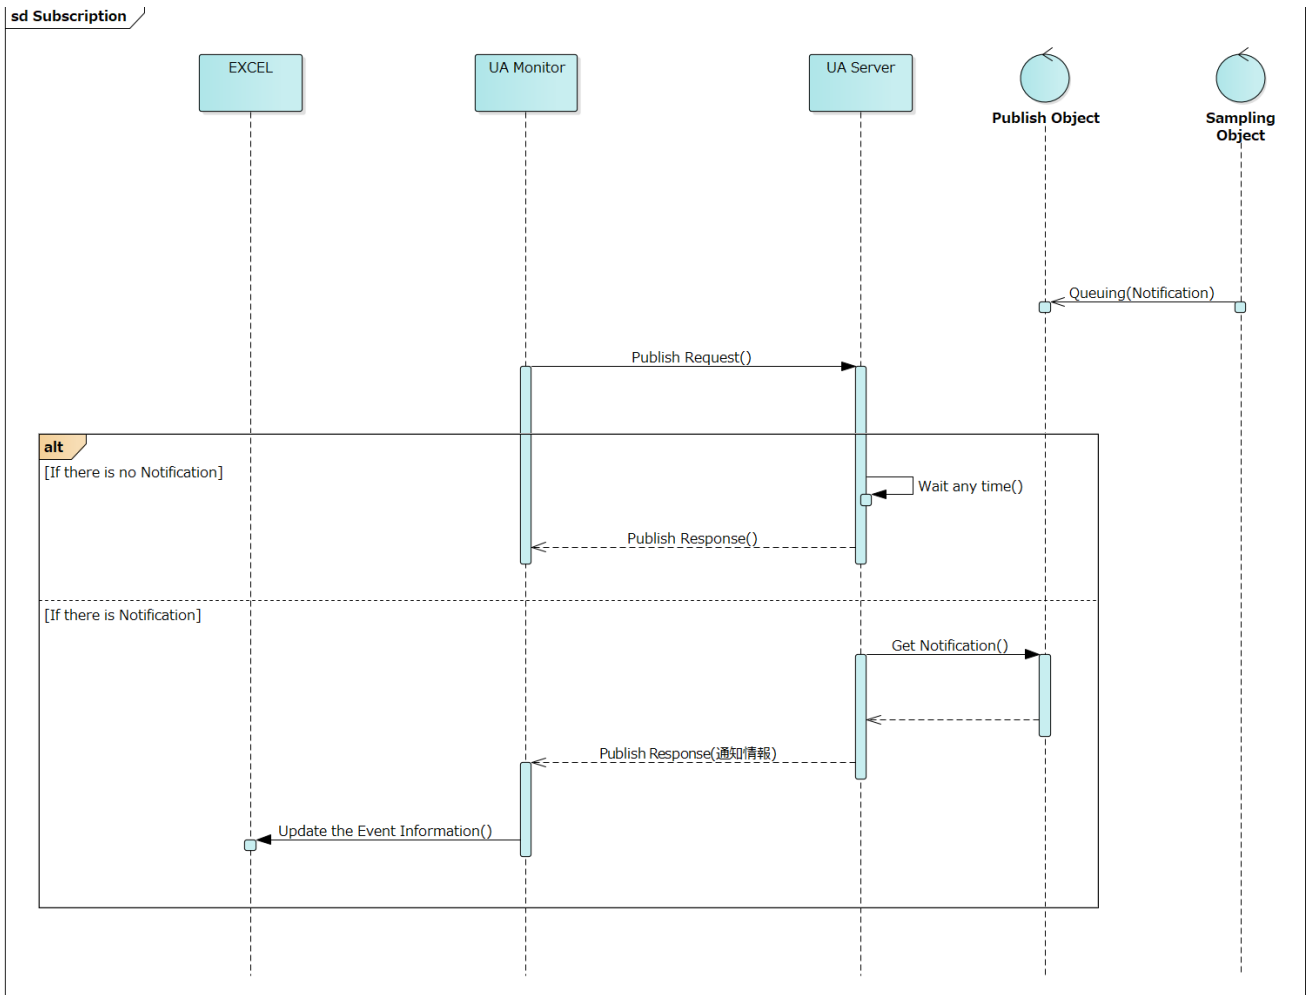 sd Subscription
EXCEL
UA Monitor
UA Server
Publish Object
Sampling
Object
Queuing(Notification)
Publish Request()
alt
[If there is no Notification]
Wait any time()
Publish Response()
[If there is Notification]
Get Notification()
Publish Response(通知情報)
Update the Event Information()